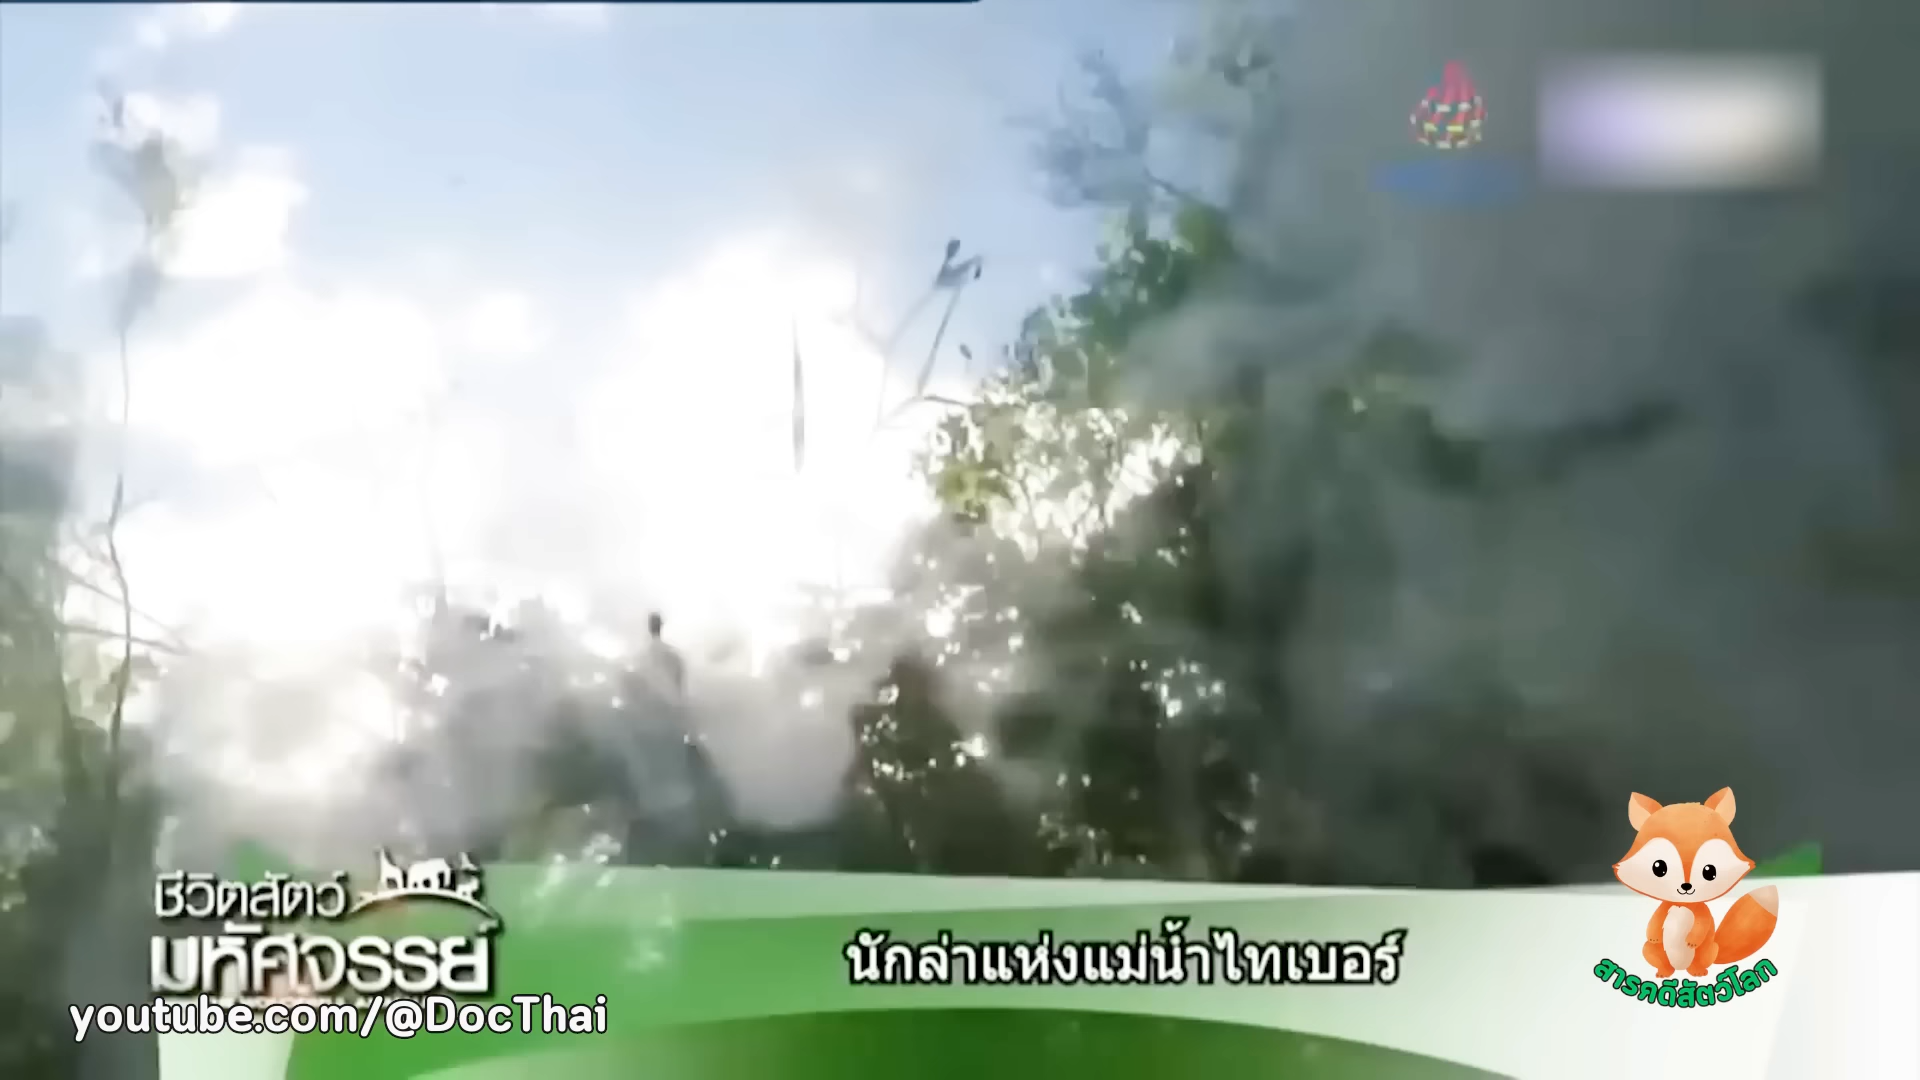 ชีวิตสัตว์
มหัศจรรย์
นักล่าแห่งแม่น้ำไทเบอร์
สารคดีสัตว์โลก
youtube.com/@DocThai